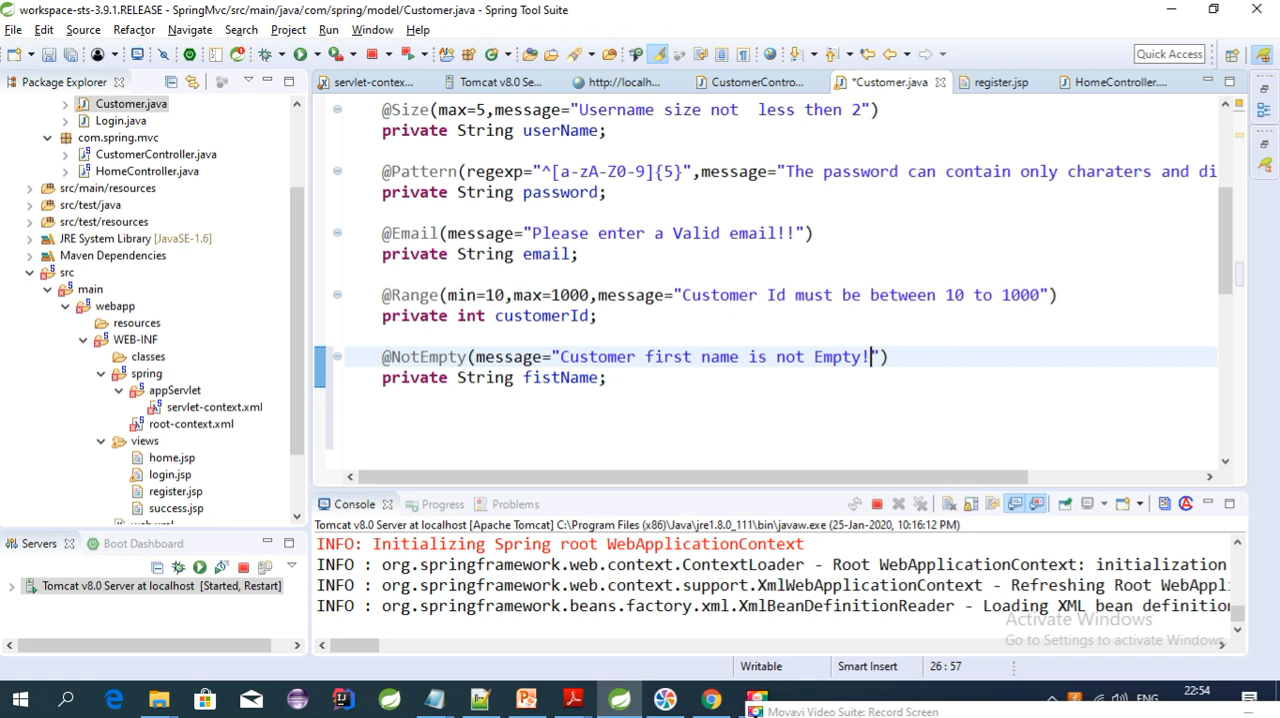 workspace-sts-3.9.1.RELEASE - SpringMvc/src/main/java/com/spring/model/Customer.java - Spring Tool Suite
File Edit Source Refactor Navigate Search Project Run Window Help
Quick Access
Package Explorer
servlet-contex...
Tomcat v8.0 Se...
http://localh...
CustomerContro...
*Customer.java
register.jsp
HomeController....
Customer.java
Login.java
com.spring.mvc
CustomerController.java
HomeController.java
src/main/resources
src/test/java
src/test/resources
JRE System Library [JavaSE-1.6]
Maven Dependencies
src
main
webapp
resources
WEB-INF
classes
spring
appServlet
servlet-context.xml
root-context.xml
views
home.jsp
login.jsp
register.jsp
success.jsp
web.xml
@Size(max=5,message="Username size not  less then 2")
private String userName;
@Pattern(regexp="^[a-zA-Z0-9]{5}",message="The password can contain only charaters and di
private String password;
@Email(message="Please enter a Valid email!!")
private String email;
@Range(min=10,max=1000,message="Customer Id must be between 10 to 1000")
private int customerId;
@NotEmpty(message="Customer first name is not Empty!")
private String fistName;
Servers
Boot Dashboard
Tomcat v8.0 Server at localhost [Started, Restart]
Console
Progress
Problems
Tomcat v8.0 Server at localhost [Apache Tomcat] C:\Program Files (x86)\Java\jre1.8.0_111\bin\javaw.exe (25-Jan-2020, 10:16:12 PM)
INFO: Initializing Spring root WebApplicationContext
INFO : org.springframework.web.context.ContextLoader - Root WebApplicationContext: initialization
INFO : org.springframework.web.context.support.XmlWebApplicationContext - Refreshing Root WebAppl
INFO : org.springframework.beans.factory.xml.XmlBeanDefinitionReader - Loading XML bean definition
Activate Windows
Go to Settings to activate Windows.
Writable
Smart Insert
26 : 57
ENG
22:54
Movavi Video Suite: Record Screen